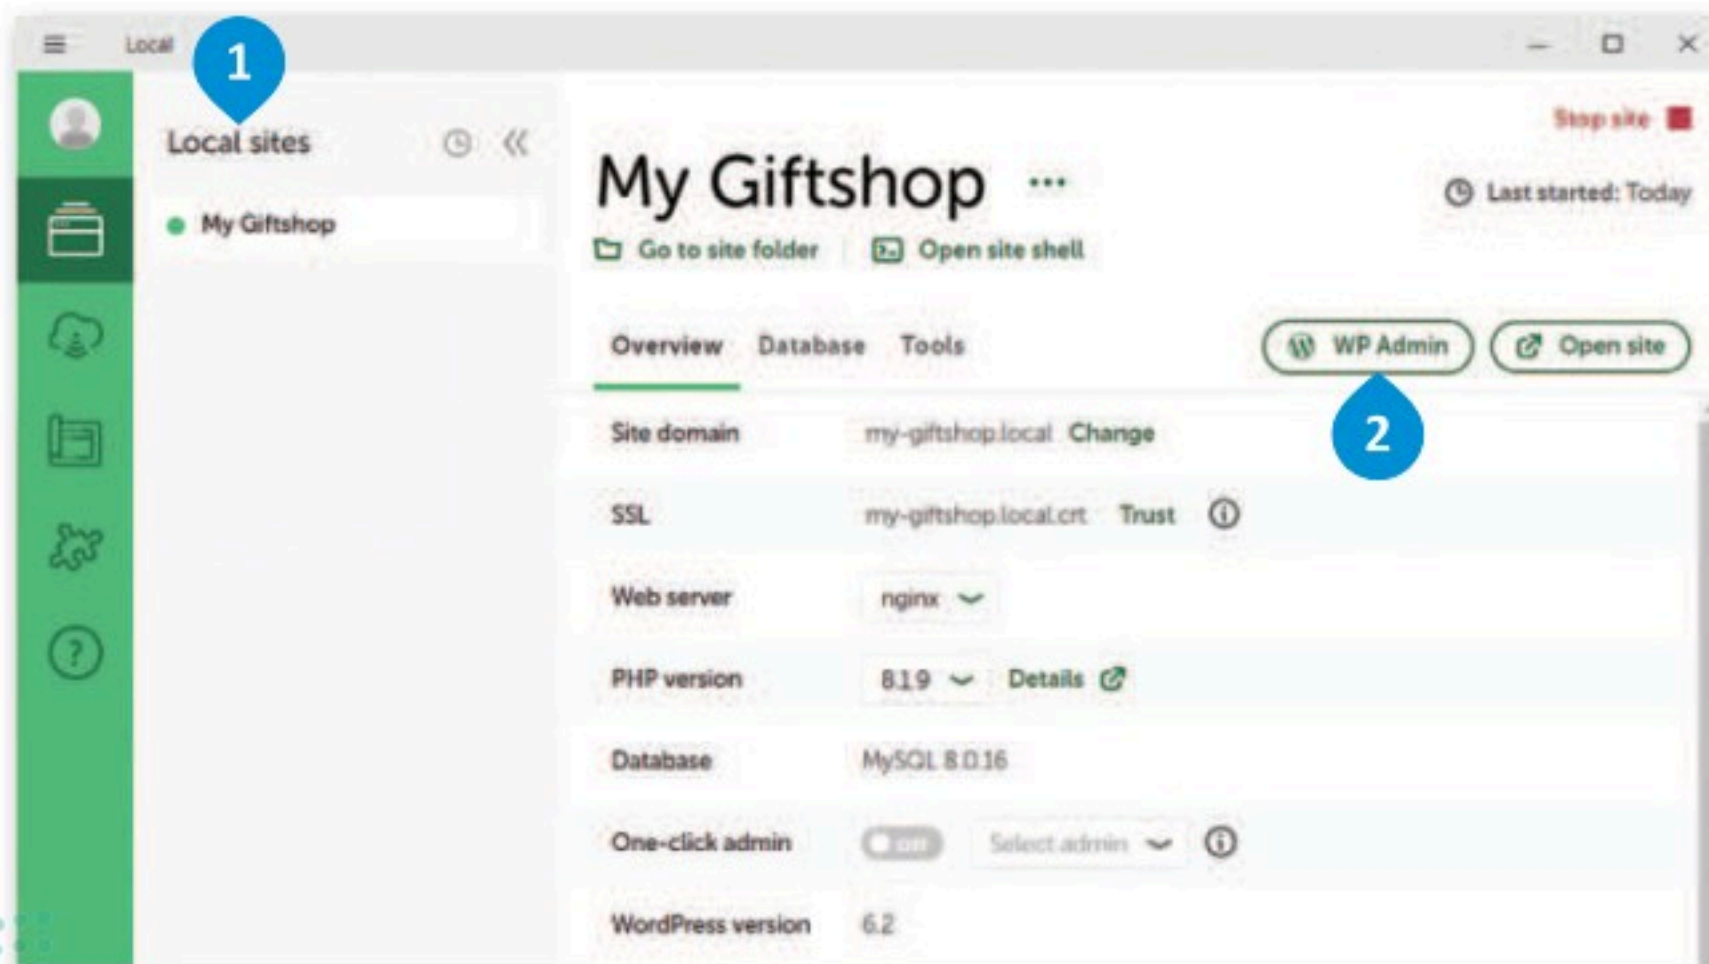 Local
1
Local sites
My Giftshop
Stop site
My Giftshop ...
Last started: Today
Go to site folder
Open site shell
Overview Database Tools
WP Admin
Open site
2
Site domain my-giftshop.local Change
SSL my-giftshop.local.crt Trust
Web server nginx
PHP version 8.1.9 Details
Database MySQL 8.0.16
One-click admin Off Select admin
WordPress version 6.2